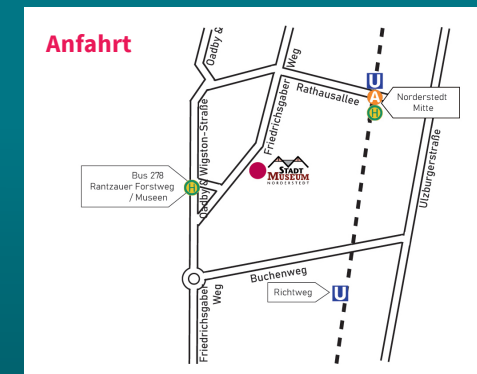 Anfahrt
Oadby &
Weg
Rathausallee
U
A
H
Norderstedt
Mitte
Friedrichsgaber
Oadby & Wigston-Straße
Ulzburgerstraße
STADT
MUSEUM
NORDERSTEDT
Bus 278
Rantzauer Forstweg
/ Museen
H
Buchenweg
Richtweg
U
Friedrichsgaber
Weg